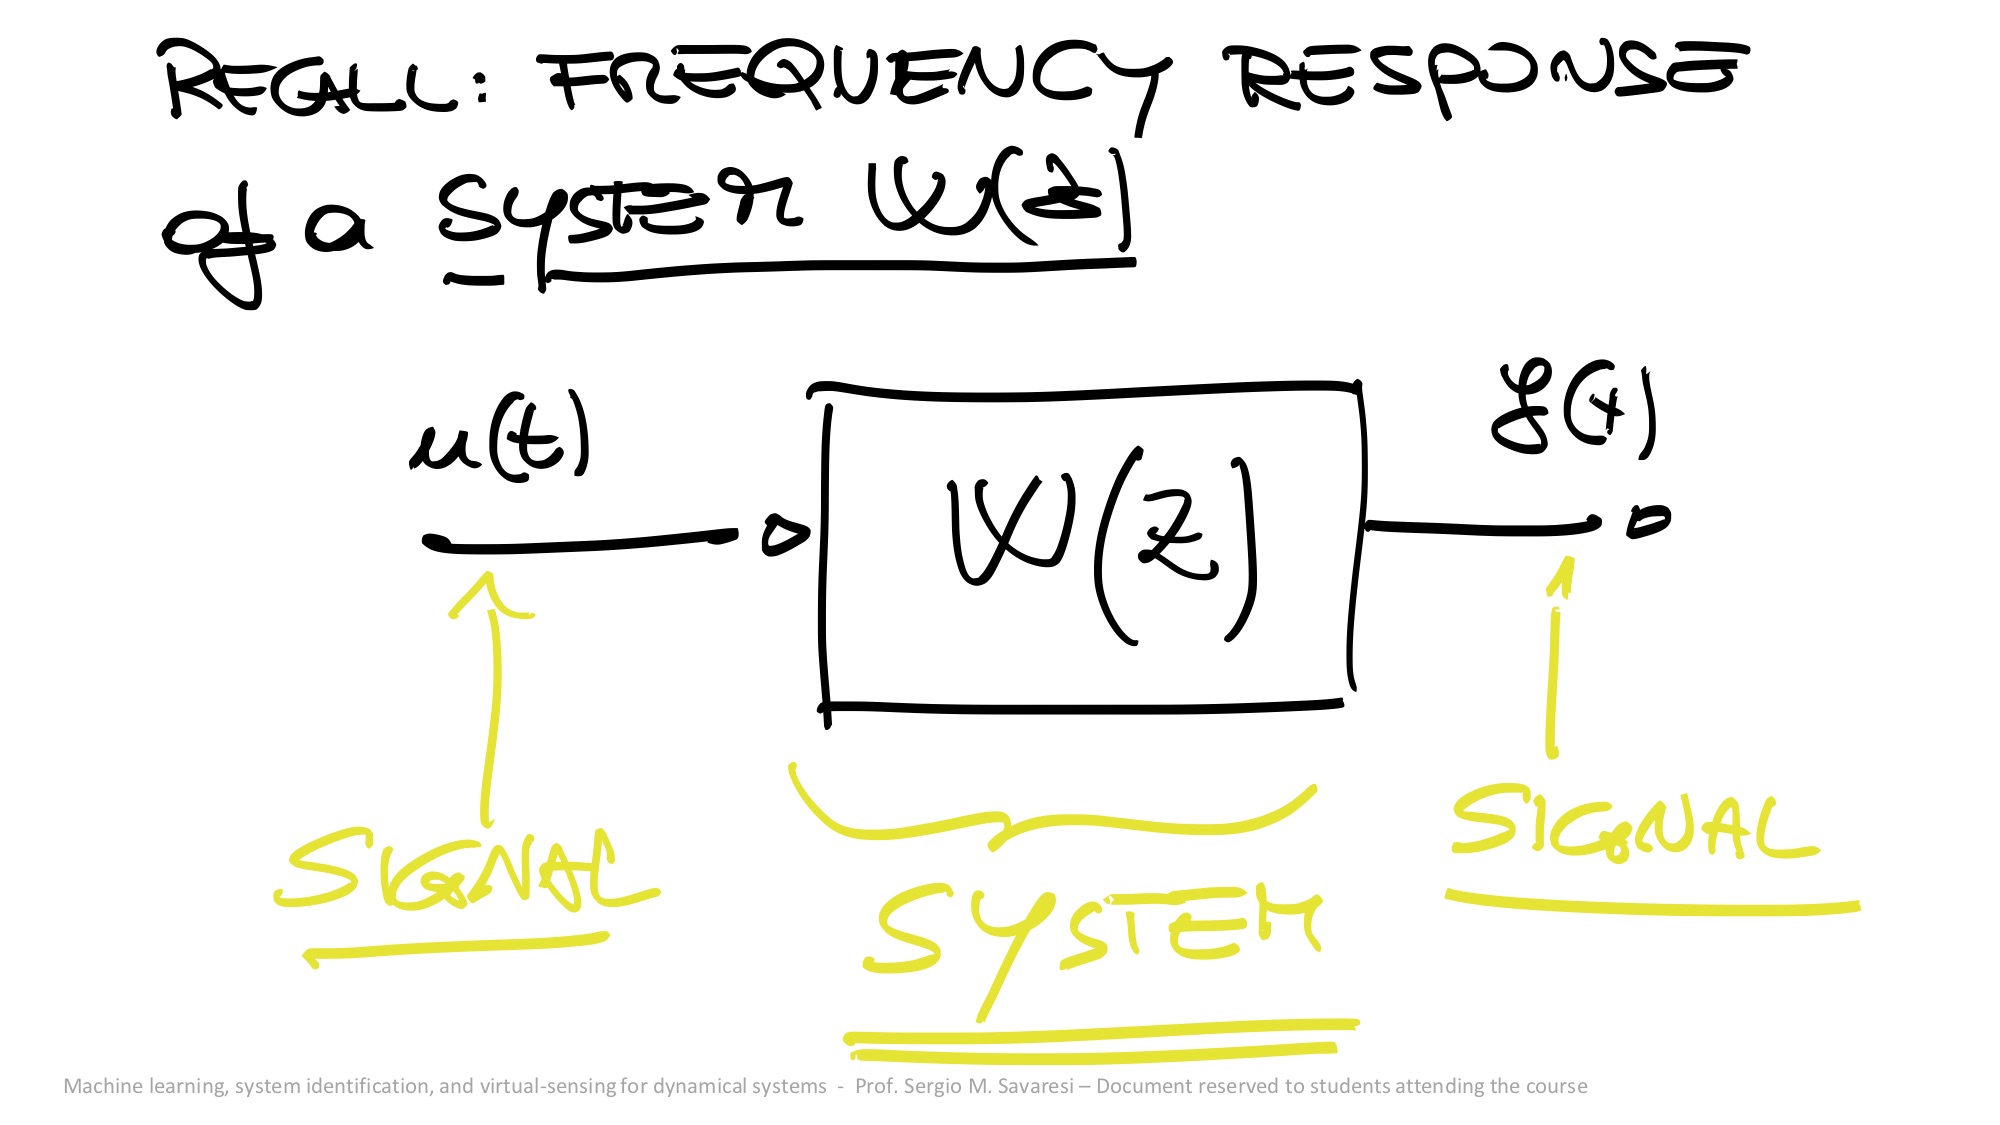 RECALL: FREQUENCY RESPONSE
of a SYSTEM W(z)
u(t)
y(t)
W(z)
SIGNAL
SYSTEM
SIGNAL
Machine learning, system identification, and virtual-sensing for dynamical systems - Prof. Sergio M. Savaresi – Document reserved to students attending the course